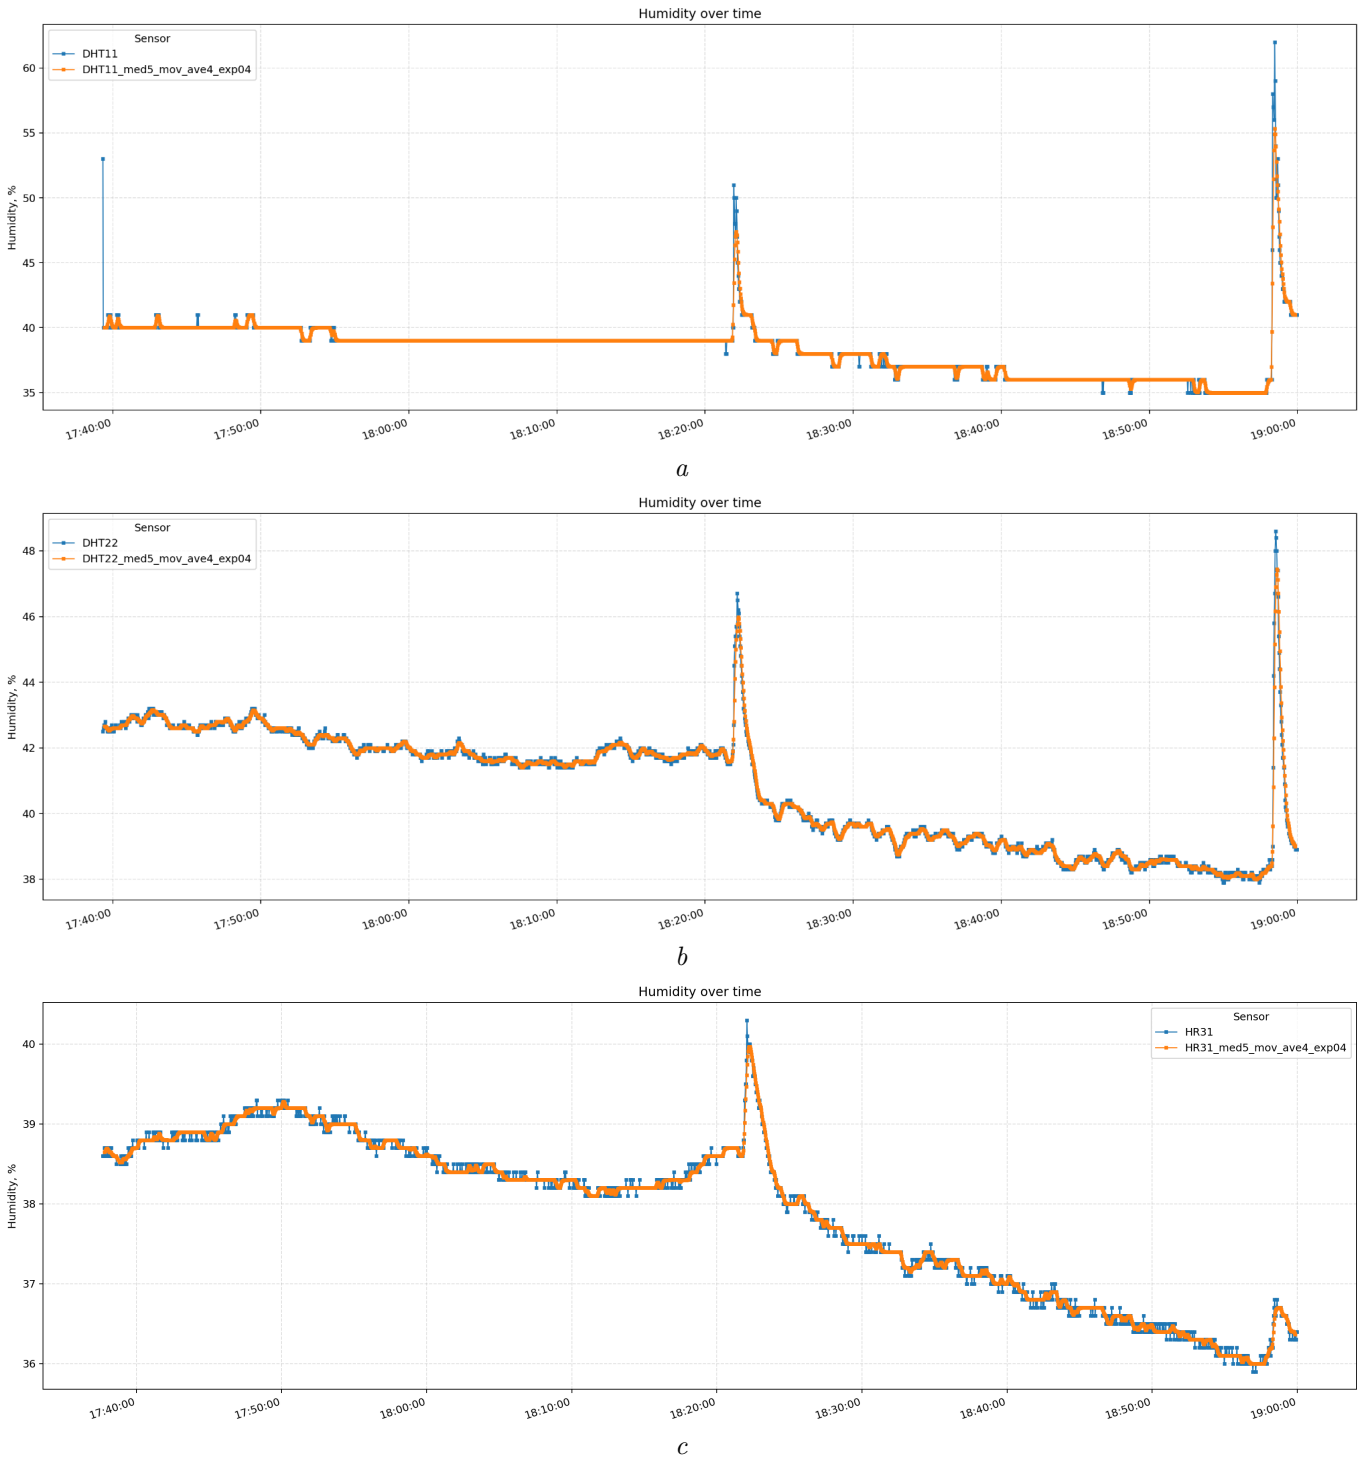 Humidity over time
Sensor
DHT11
DHT11_med5_mov_ave4_exp04
Humidity, %
60
55
50
45
40
35
17:40:00 17:50:00 18:00:00 18:10:00 18:20:00 18:30:00 18:40:00 18:50:00 19:00:00
a
Humidity over time
Sensor
DHT22
DHT22_med5_mov_ave4_exp04
Humidity, %
48
46
44
42
40
38
17:40:00 17:50:00 18:00:00 18:10:00 18:20:00 18:30:00 18:40:00 18:50:00 19:00:00
b
Humidity over time
Sensor
HR31
HR31_med5_mov_ave4_exp04
Humidity, %
40
39
38
37
36
17:40:00 17:50:00 18:00:00 18:10:00 18:20:00 18:30:00 18:40:00 18:50:00 19:00:00
c